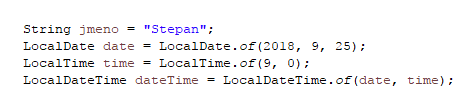 String jmeno = "Stepan";
LocalDate date = LocalDate.of(2018, 9, 25);
LocalTime time = LocalTime.of(9, 0);
LocalDateTime dateTime = LocalDateTime.of(date, time);